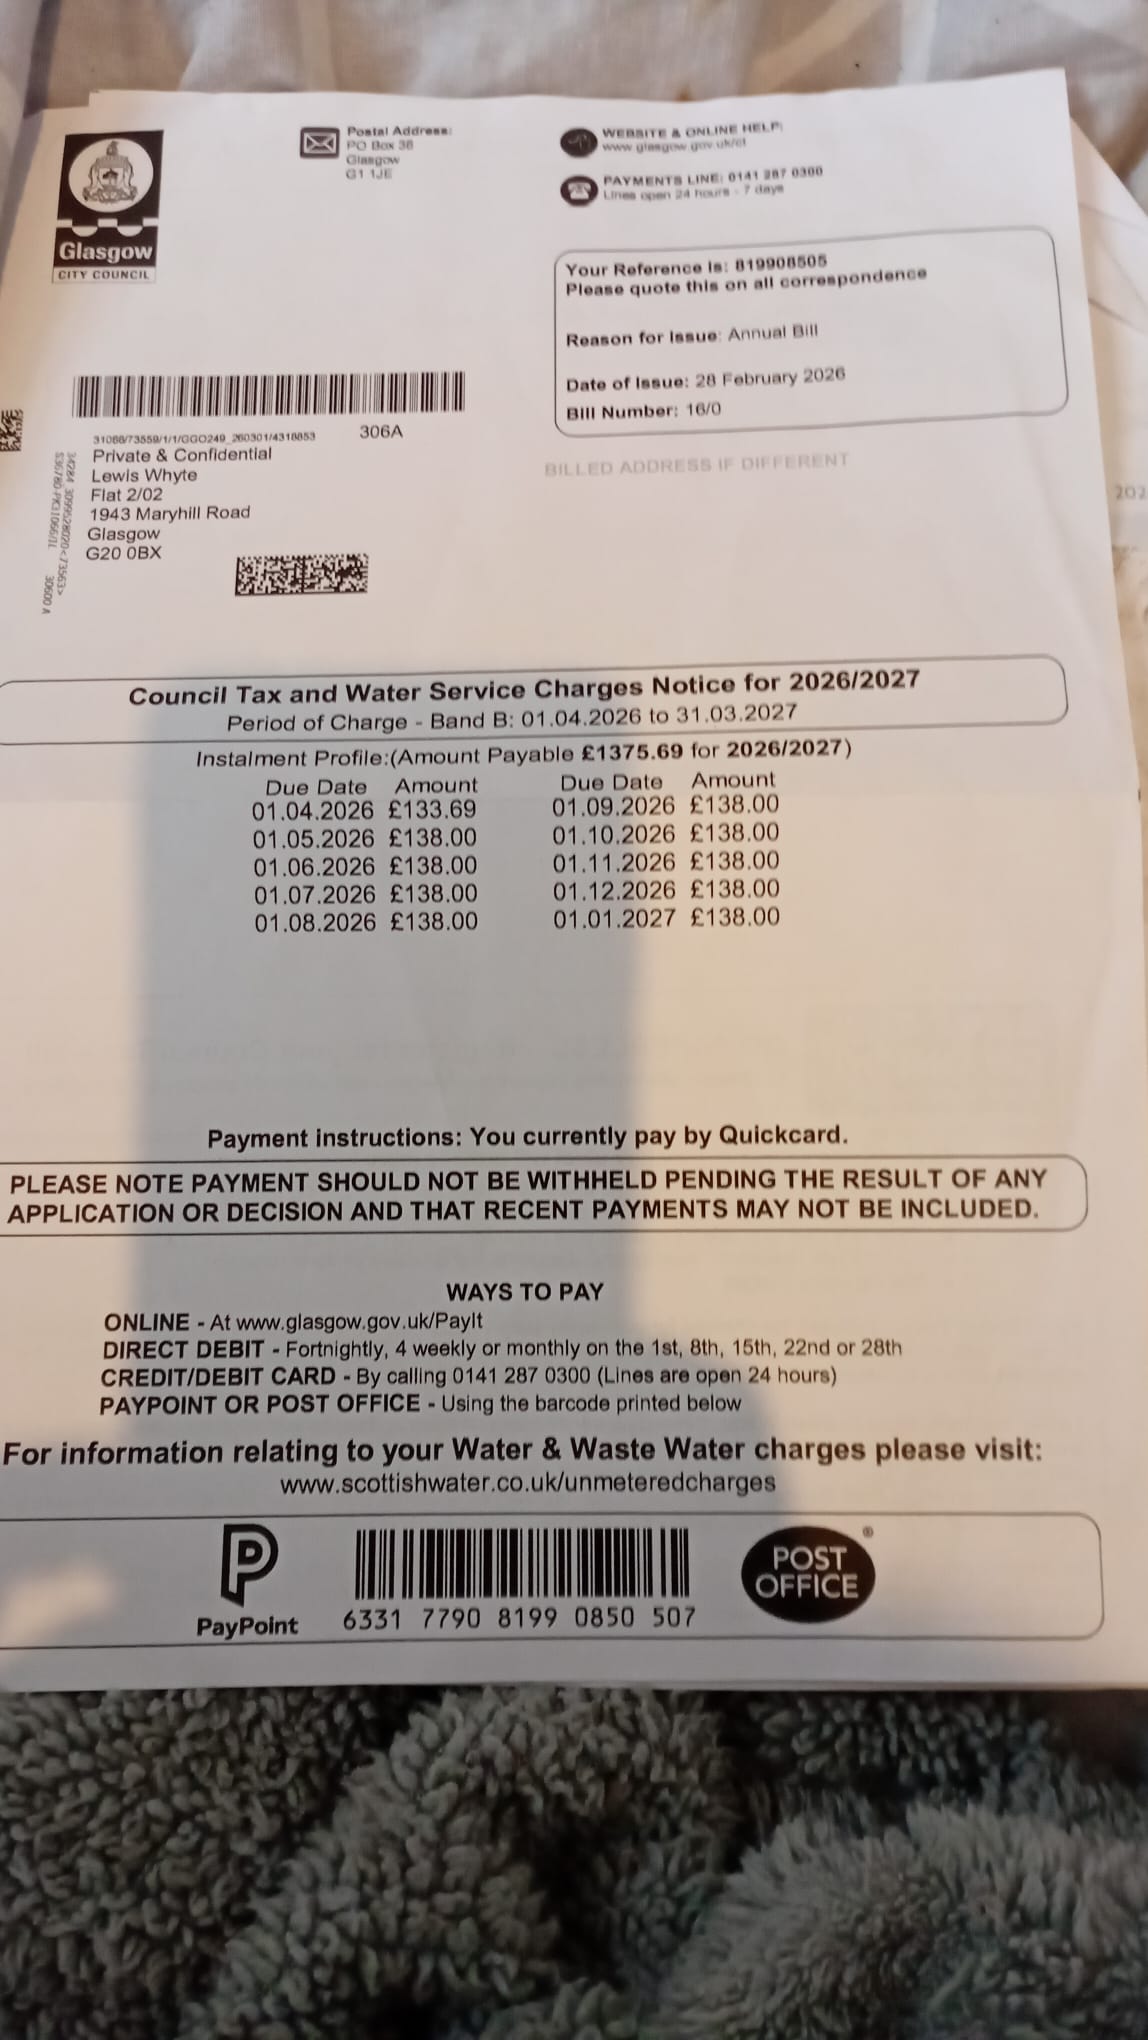 Glasgow
CITY COUNCIL
Postal Address:
PO Box 36
Glasgow
G1 1JE
WEBSITE & ONLINE HELP:
www.glasgow.gov.uk/ct
PAYMENTS LINE: 0141 287 0300
Lines open 24 hours - 7 days
Your Reference is: 819908505
Please quote this on all correspondence
Reason for Issue: Annual Bill
Date of Issue: 28 February 2026
Bill Number: 16/0
BILLED ADDRESS IF DIFFERENT
306A
Private & Confidential
Lewis Whyte
Flat 2/02
1943 Maryhill Road
Glasgow
G20 0BX
30600 A
202
Council Tax and Water Service Charges Notice for 2026/2027
Period of Charge - Band B: 01.04.2026 to 31.03.2027
Instalment Profile:(Amount Payable £1375.69 for 2026/2027)
Due Date Amount Due Date Amount
01.04.2026 £133.69 01.09.2026 £138.00
01.05.2026 £138.00 01.10.2026 £138.00
01.06.2026 £138.00 01.11.2026 £138.00
01.07.2026 £138.00 01.12.2026 £138.00
01.08.2026 £138.00 01.01.2027 £138.00
Payment instructions: You currently pay by Quickcard.
PLEASE NOTE PAYMENT SHOULD NOT BE WITHHELD PENDING THE RESULT OF ANY
APPLICATION OR DECISION AND THAT RECENT PAYMENTS MAY NOT BE INCLUDED.
WAYS TO PAY
ONLINE - At www.glasgow.gov.uk/PayIt
DIRECT DEBIT - Fortnightly, 4 weekly or monthly on the 1st, 8th, 15th, 22nd or 28th
CREDIT/DEBIT CARD - By calling 0141 287 0300 (Lines are open 24 hours)
PAYPOINT OR POST OFFICE - Using the barcode printed below
For information relating to your Water & Waste Water charges please visit:
www.scottishwater.co.uk/unmeteredcharges
P
PayPoint
6331 7790 8199 0850 507
POST
OFFICE
®